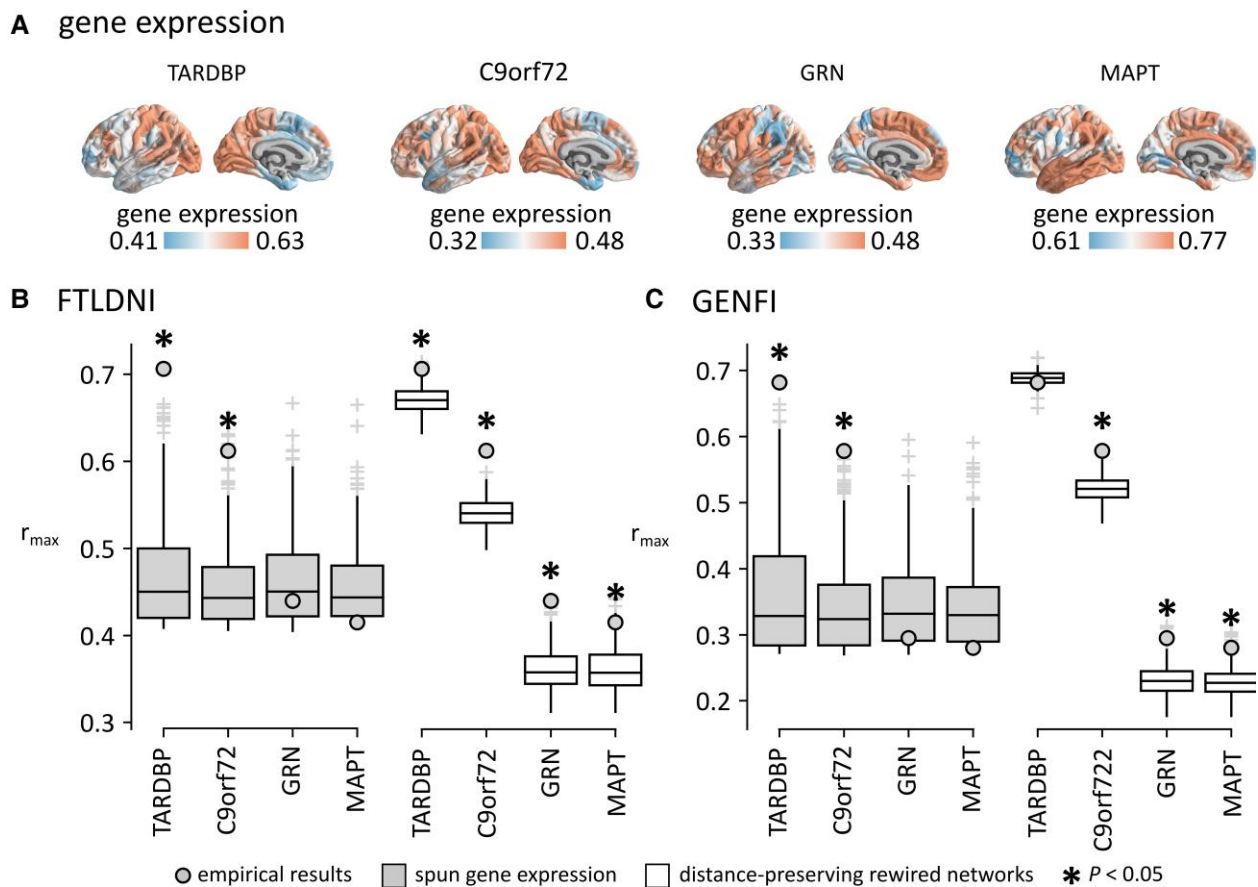 A gene expression
TARDBP C9orf72 GRN MAPT
gene expression gene expression gene expression gene expression
0.41 0.63 0.32 0.48 0.33 0.48 0.61 0.77
B FTLDNI
* *
* *
* *
0.7
0.6
0.5
r_max
0.4
0.3
TARDBP
C9orf72
GRN
MAPT
TARDBP
C9orf72
GRN
MAPT
C GENFI
* *
* * *
0.7
0.6
0.5
r_max
0.4
0.3
0.2
TARDBP
C9orf72
GRN
MAPT
TARDBP
C9orf722
GRN
MAPT
empirical results spun gene expression distance-preserving rewired networks * P < 0.05